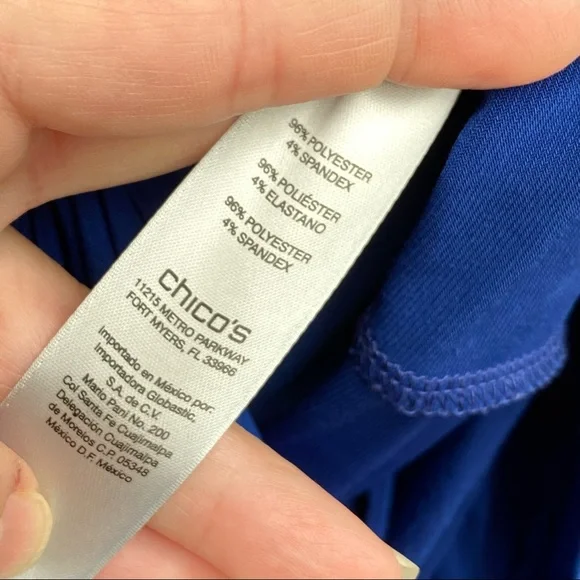 96% POLYESTER
4% SPANDEX
96% POLIÉSTER
4% ELASTANO
96% POLYESTER
4% SPANDEX
chico's
11215 METRO PARKWAY
FORT MYERS, FL 33966
Importado en México por:
Importadora Globastic.
S.A. de C.V.
Mario Pani No. 200
Col Santa Fe Cuajimalpa
Delegación Cuajimalpa
de Morelos C.P. 05348
México D.F. México